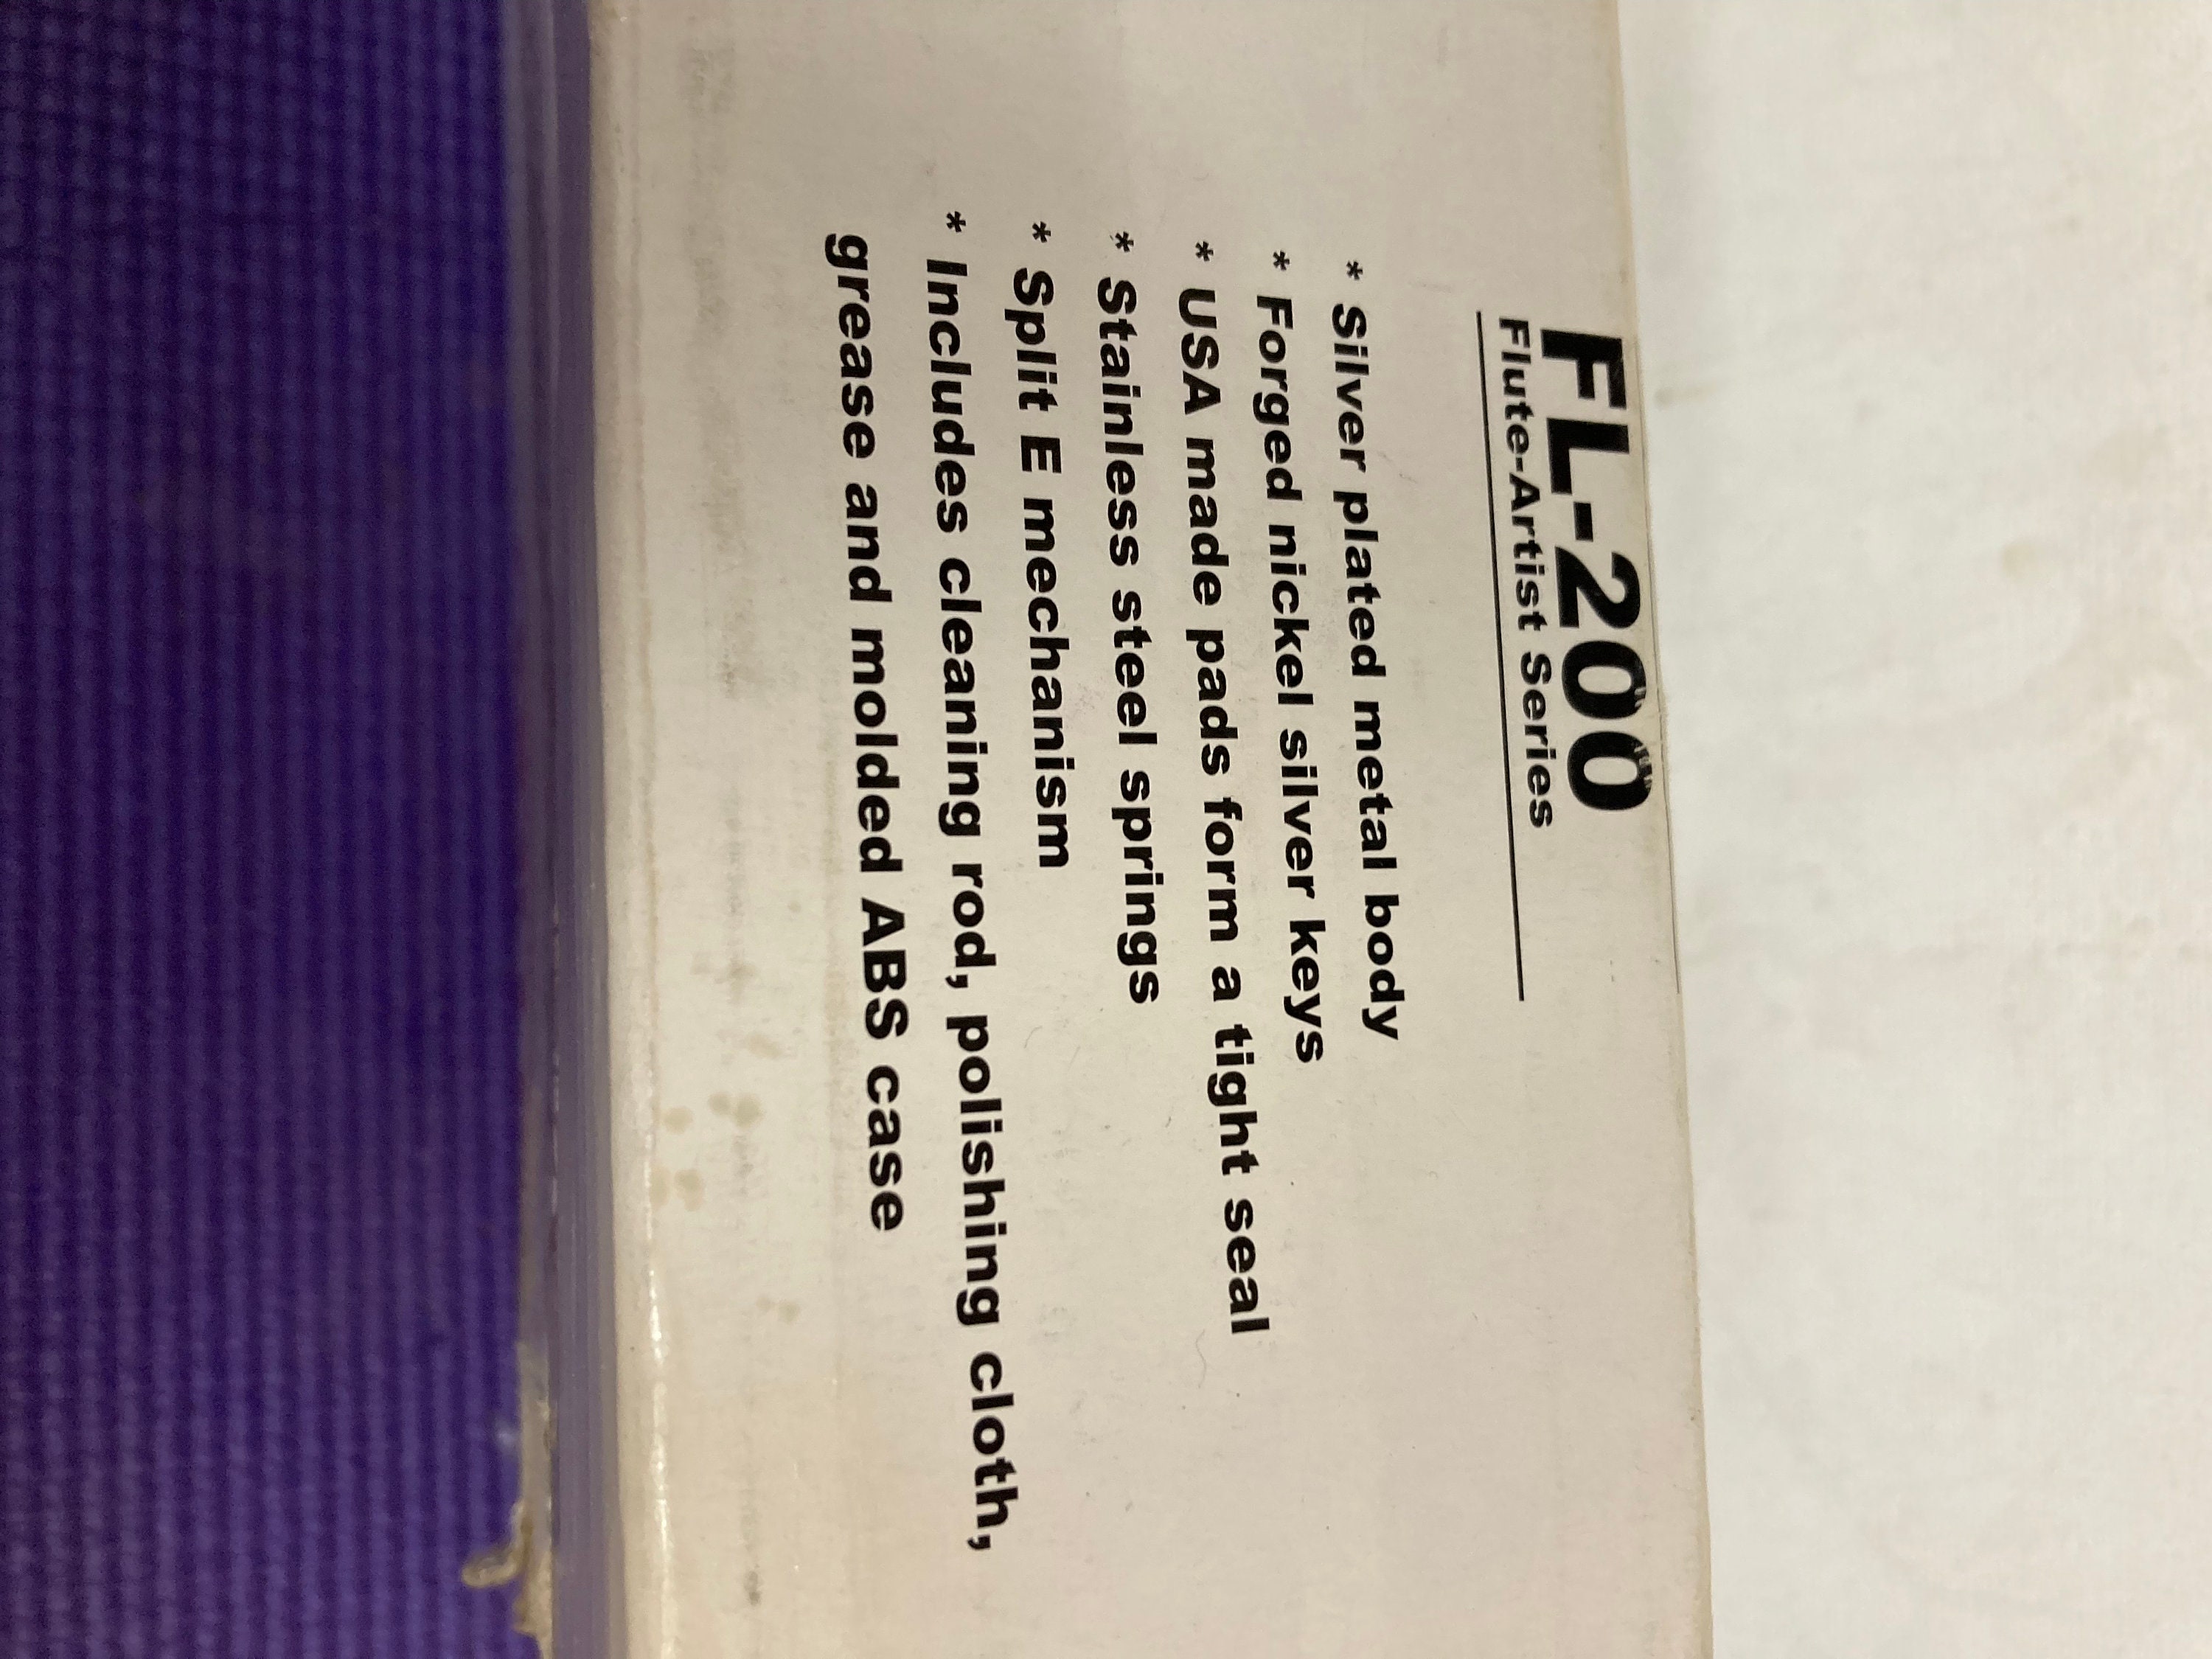 FL-200
Flute-Artist Series
* Silver plated metal body
* Forged nickel silver keys
* USA made pads form a tight seal
* Stainless steel springs
* Split E mechanism
* Includes cleaning rod, polishing cloth,
grease and molded ABS case